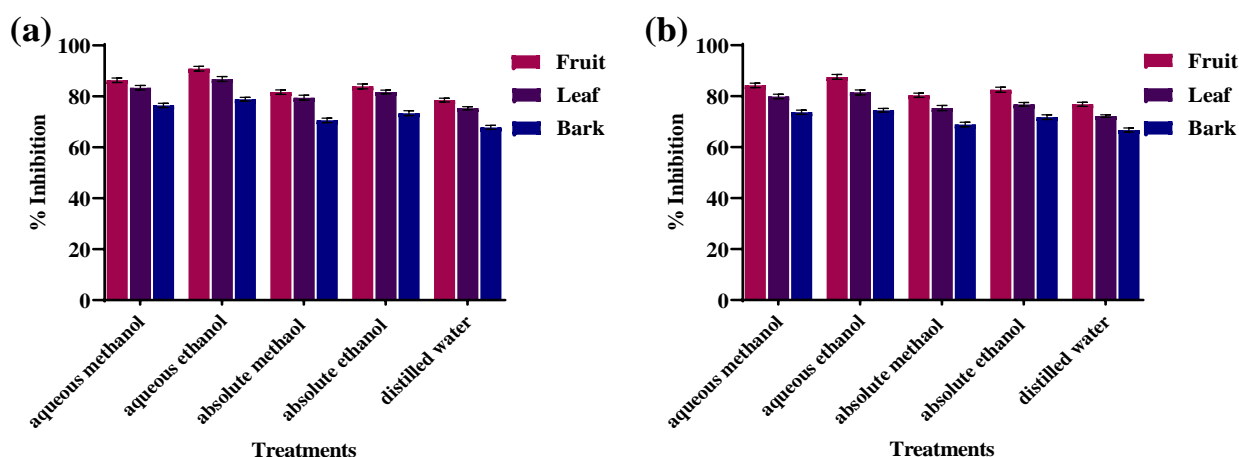 (a)
% Inhibition
100
80
60
40
20
0
Fruit
Leaf
Bark
aqueous methanol
aqueous ethanol
absolute methaol
absolute ethanol
distilled water
Treatments
(b)
% Inhibition
100
80
60
40
20
0
Fruit
Leaf
Bark
aqueous methanol
aqueous ethanol
absolute methaol
absolute ethanol
distilled water
Treatments